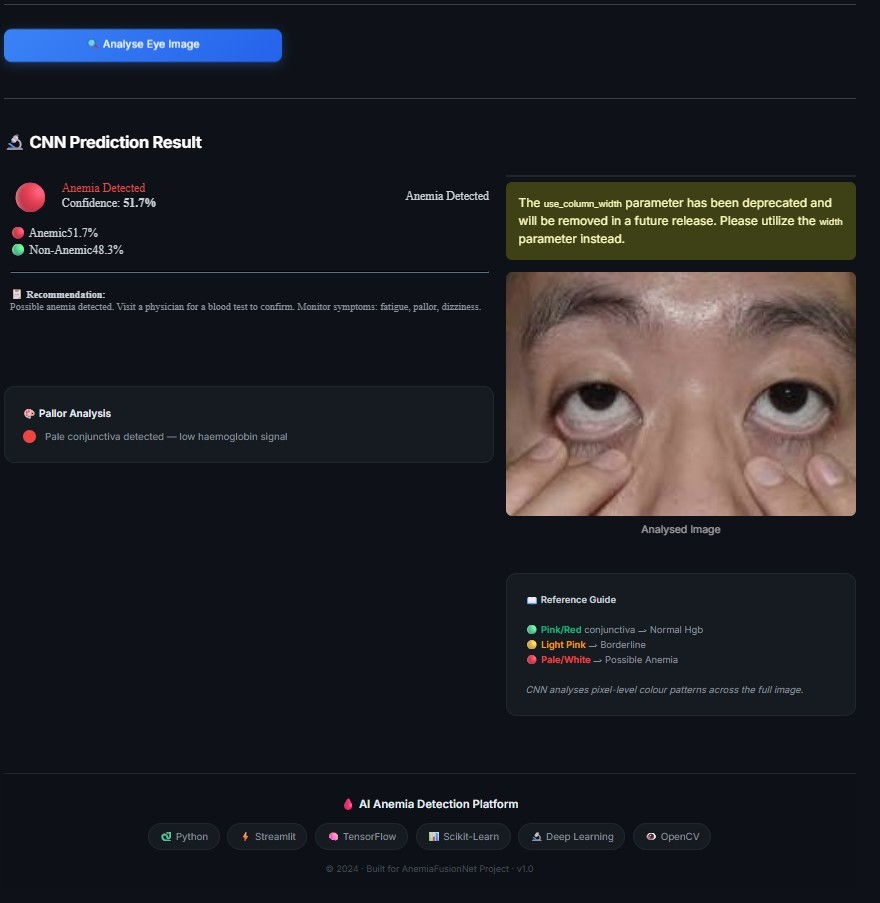 Analyse Eye Image
CNN Prediction Result
Anemia Detected
Confidence: 51.7%
Anemia Detected
Anemic51.7%
Non-Anemic48.3%
Recommendation:
Possible anemia detected. Visit a physician for a blood test to confirm. Monitor symptoms: fatigue, pallor, dizziness.
Pallor Analysis
Pale conjunctiva detected — low haemoglobin signal
The use_column_width parameter has been deprecated and
will be removed in a future release. Please utilize the width
parameter instead.
Analysed Image
Reference Guide
Pink/Red conjunctiva → Normal Hgb
Light Pink → Borderline
Pale/White → Possible Anemia
CNN analyses pixel-level colour patterns across the full image.
AI Anemia Detection Platform
Python
Streamlit
TensorFlow
Scikit-Learn
Deep Learning
OpenCV
© 2024 · Built for AnemiaFusionNet Project · v1.0